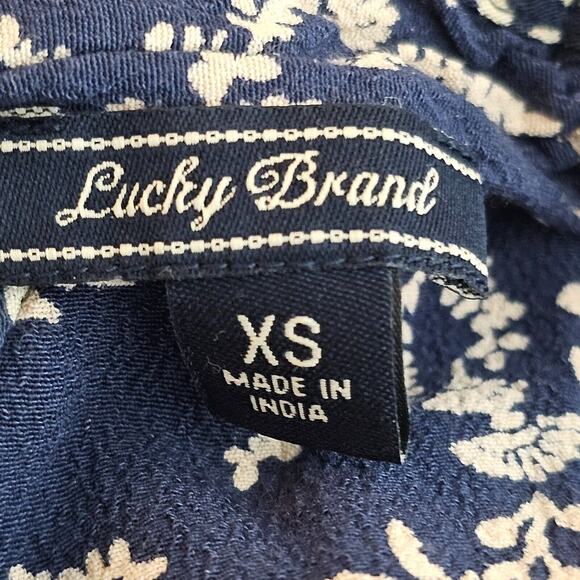 Lucky Brand
XS
MADE IN
INDIA